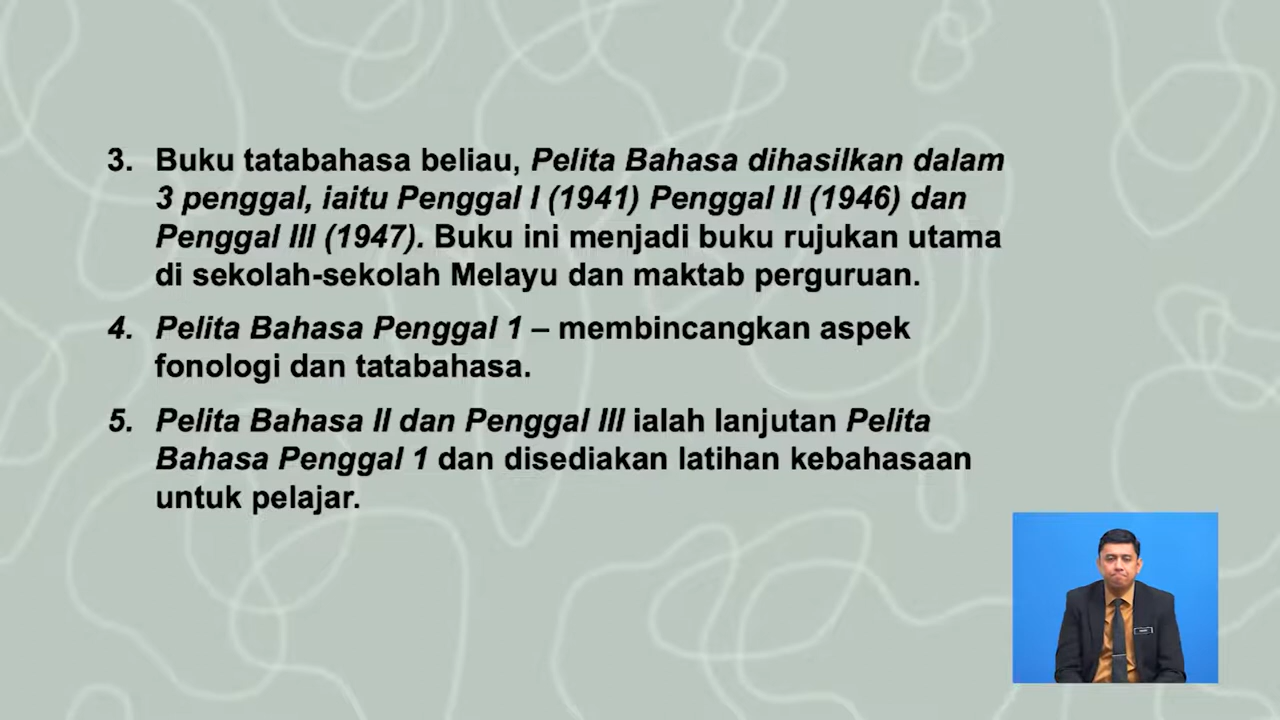 3. Buku tatabahasa beliau, Pelita Bahasa dihasilkan dalam
3 penggal, iaitu Penggal I (1941) Penggal II (1946) dan
Penggal III (1947). Buku ini menjadi buku rujukan utama
di sekolah-sekolah Melayu dan maktab perguruan.
4. Pelita Bahasa Penggal 1 – membincangkan aspek
fonologi dan tatabahasa.
5. Pelita Bahasa II dan Penggal III ialah lanjutan Pelita
Bahasa Penggal 1 dan disediakan latihan kebahasaan
untuk pelajar.